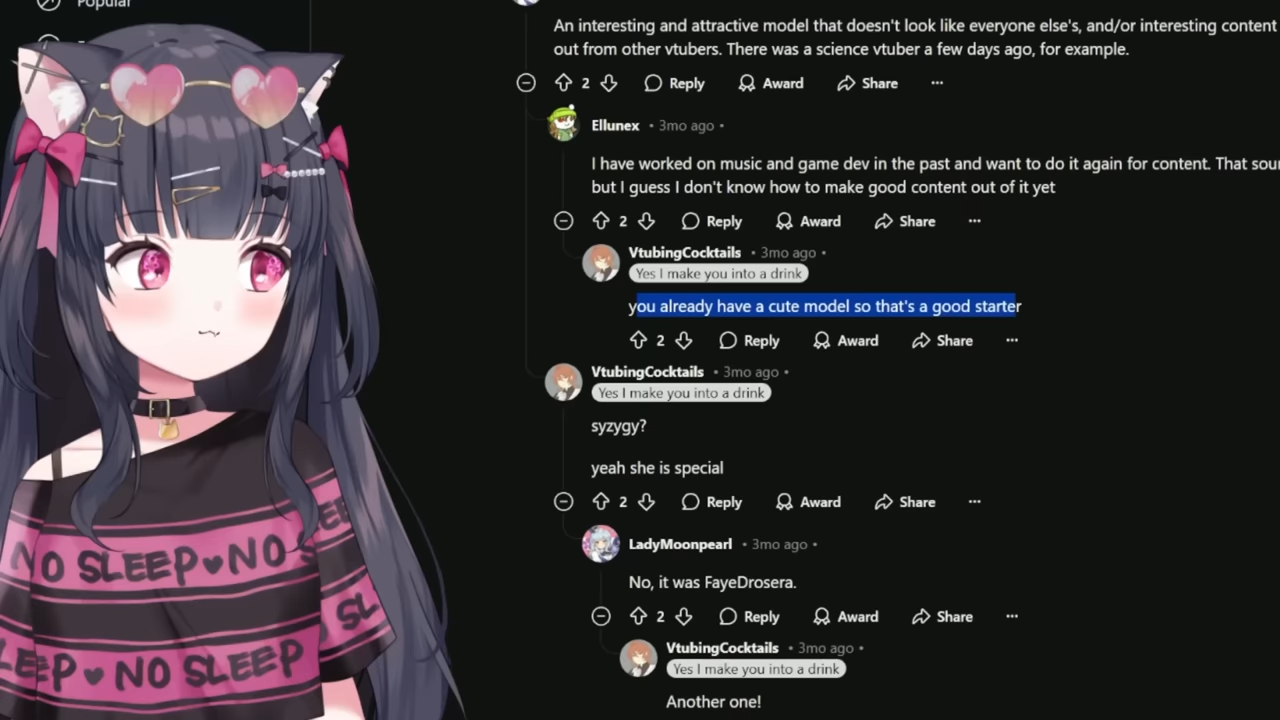 Popular
An interesting and attractive model that doesn't look like everyone else's, and/or interesting content
out from other vtubers. There was a science vtuber a few days ago, for example.
2 Reply Award Share
Ellunex • 3mo ago •
I have worked on music and game dev in the past and want to do it again for content. That
but I guess I don't know how to make good content out of it yet
2 Reply Award Share
VtubingCocktails • 3mo ago •
Yes I make you into a drink
you already have a cute model so that's a good starter
2 Reply Award Share
VtubingCocktails • 3mo ago •
Yes I make you into a drink
syzygy?
yeah she is special
2 Reply Award Share
LadyMoonpearl • 3mo ago •
No, it was FayeDrosera.
2 Reply Award Share
VtubingCocktails • 3mo ago •
Yes I make you into a drink
Another one!
NO SLEEP ♥ NO
NO SLEEP